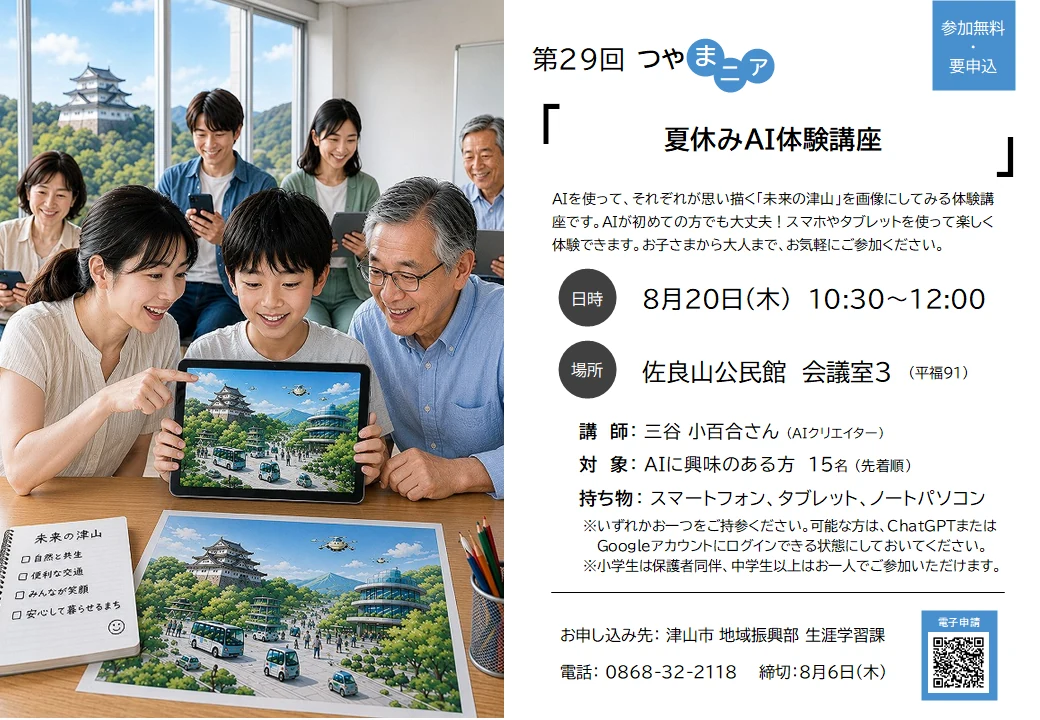 参加無料
・
要申込
第29回 つやまニア
「夏休みAI体験講座」
AIを使って、それぞれが思い描く「未来の津山」を画像にしてみる体験講
座です。AIが初めての方でも大丈夫！スマホやタブレットを使って楽しく
体験できます。お子さまから大人まで、お気軽にご参加ください。
日時 8月20日(木) 10:30～12:00
場所 佐良山公民館 会議室3 (平福91)
講 師: 三谷 小百合さん (AIクリエイター)
対 象: AIに興味のある方 15名 (先着順)
持ち物: スマートフォン、タブレット、ノートパソコン
※いずれかお一つをご持参ください。可能な方は、ChatGPTまたは
Googleアカウントにログインできる状態にしておいてください。
※小学生は保護者同伴、中学生以上はお一人でご参加いただけます。
お申し込み先: 津山市 地域振興部 生涯学習課
電話: 0868-32-2118 締切:8月6日(木)
電子申請
未来の津山
□ 自然と共生
□ 便利な交通
□ みんなが笑顔
□ 安心して暮らせるまち